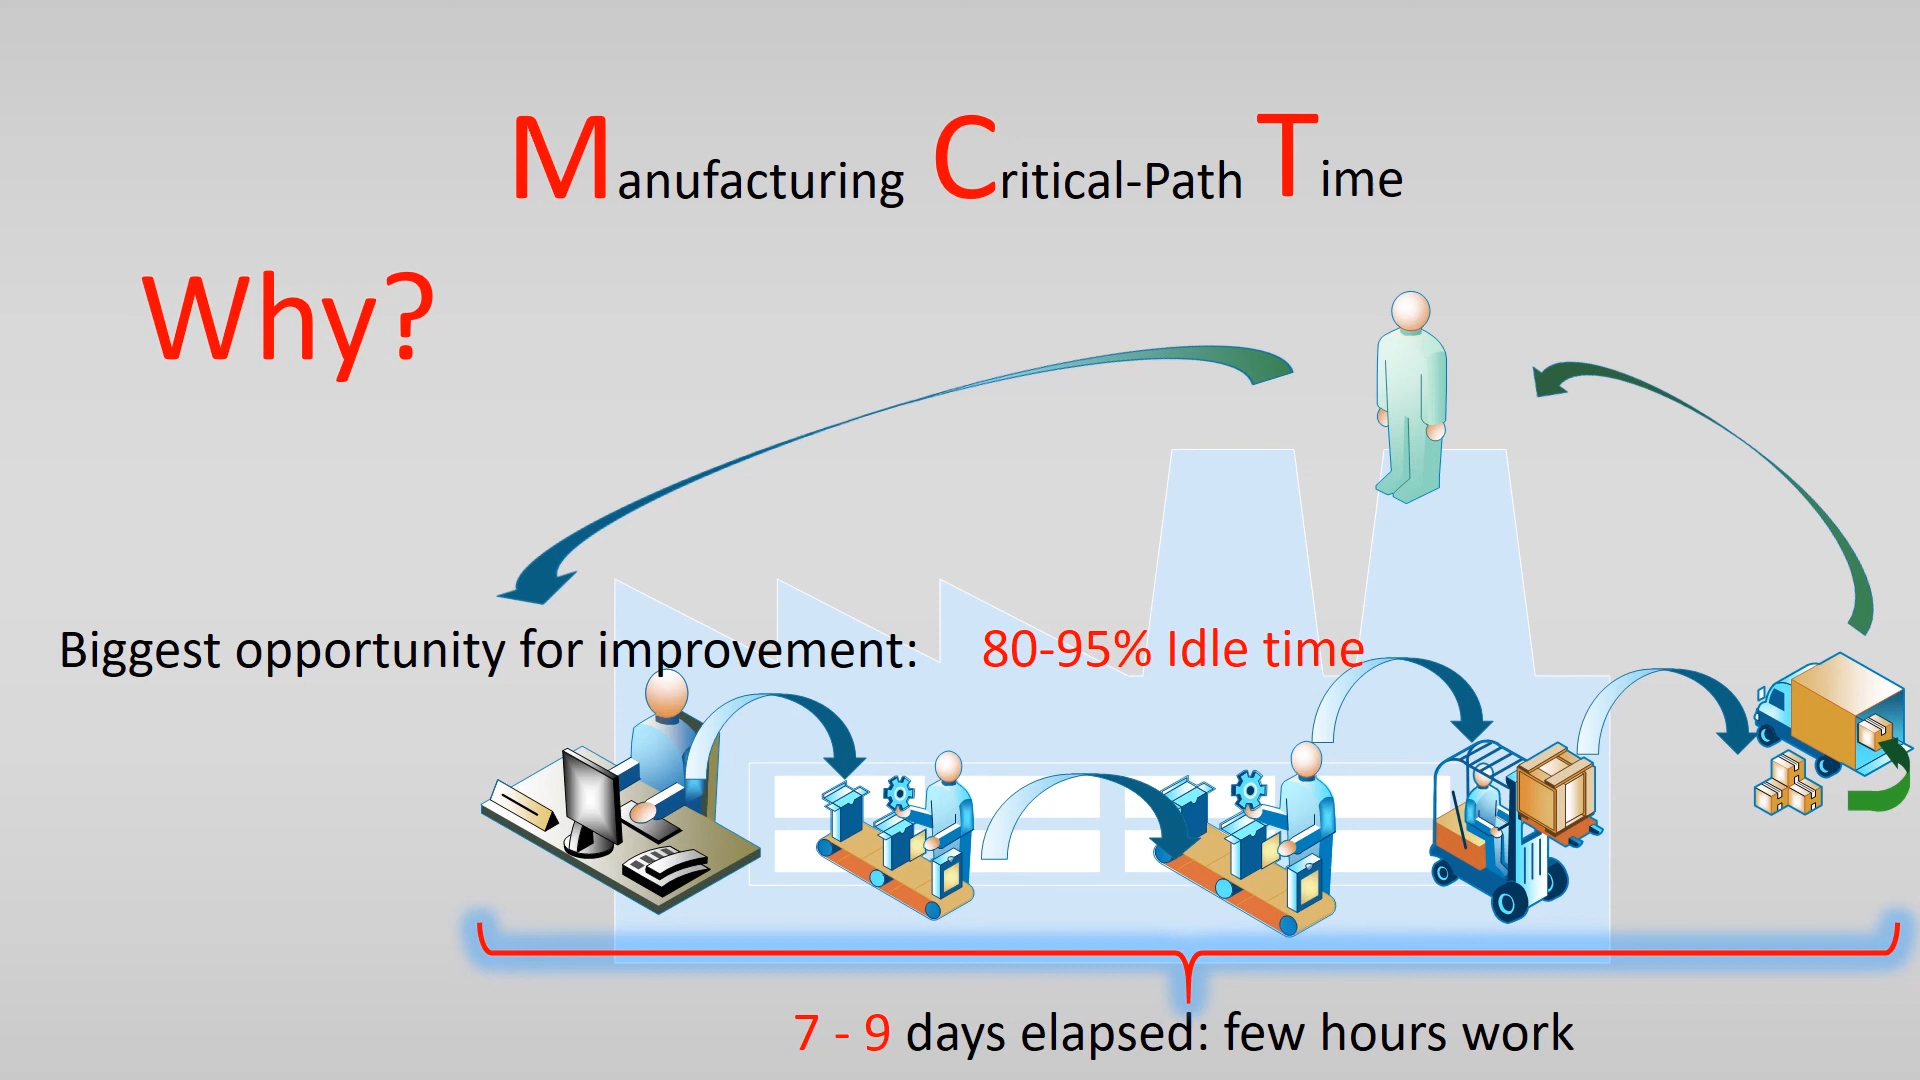 Manufacturing Critical-Path Time
Why?
Biggest opportunity for improvement: 80-95% Idle time
7 - 9 days elapsed: few hours work